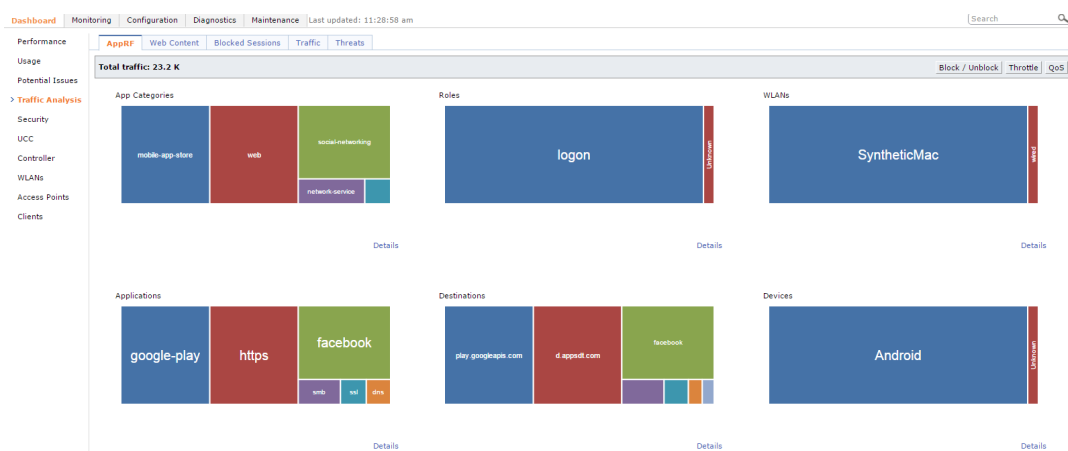 Dashboard Monitoring Configuration Diagnostics Maintenance Last updated: 11:28:58 am Search
Performance
Usage
Potential Issues
> Traffic Analysis
Security
UCC
Controller
WLANs
Access Points
Clients
AppRF Web Content Blocked Sessions Traffic Threats
Total traffic: 23.2 K Block / Unblock Throttle QoS
App Categories
mobile-app-store
web
social-networking
network-service
Details
Roles
logon
Unknown
Details
WLANs
SyntheticMac
wired
Details
Applications
google-play
https
facebook
smb
ssl
dns
Details
Destinations
play.googleapis.com
d.appsdt.com
facebook
Details
Devices
Android
Unknown
Details